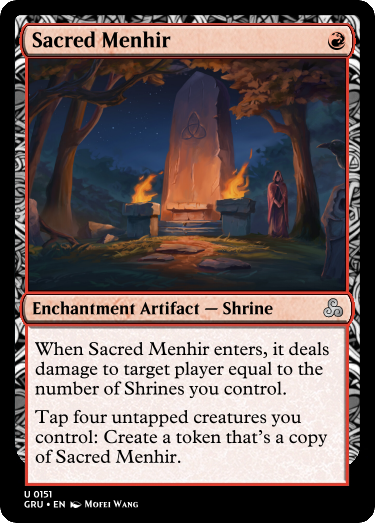 Sacred Menhir
Enchantment Artifact — Shrine
When Sacred Menhir enters, it deals
damage to target player equal to the
number of Shrines you control.
Tap four untapped creatures you
control: Create a token that's a copy
of Sacred Menhir.
U 0151
GRU • EN Mofei Wang